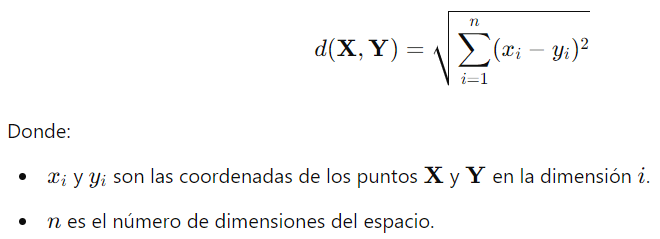 d(X, Y) = √(∑_{i=1}^{n} (x_i − y_i)²)
Donde:
• x_i y y_i son las coordenadas de los puntos X y Y en la dimensión i.
• n es el número de dimensiones del espacio.